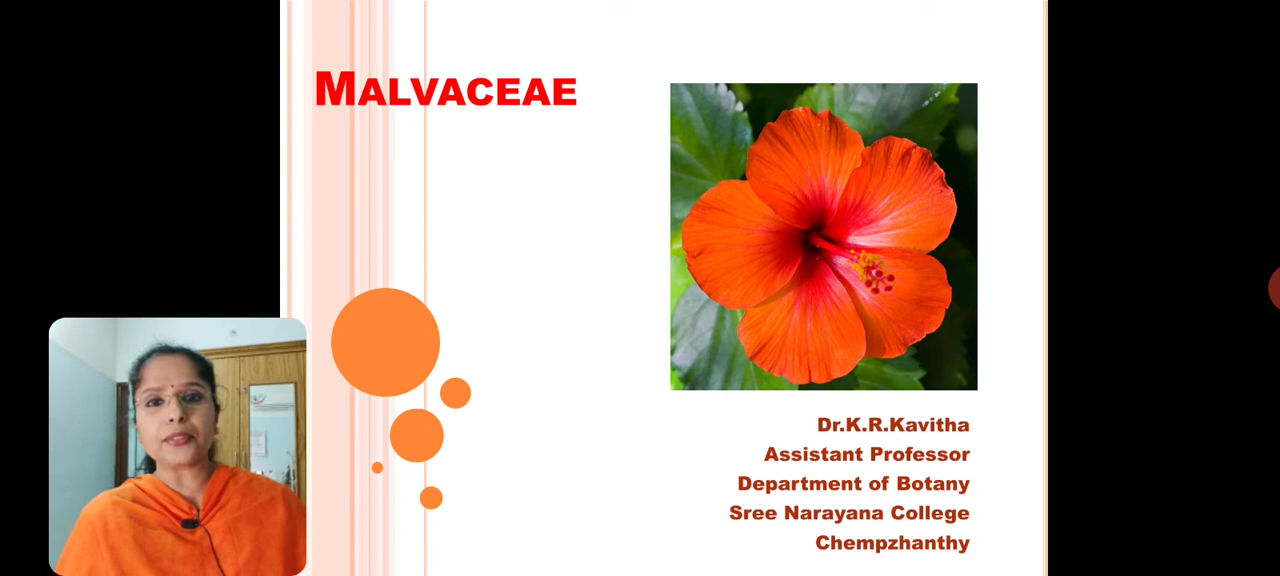 MALVACEAE
Dr.K.R.Kavitha
Assistant Professor
Department of Botany
Sree Narayana College
Chempzhanthy